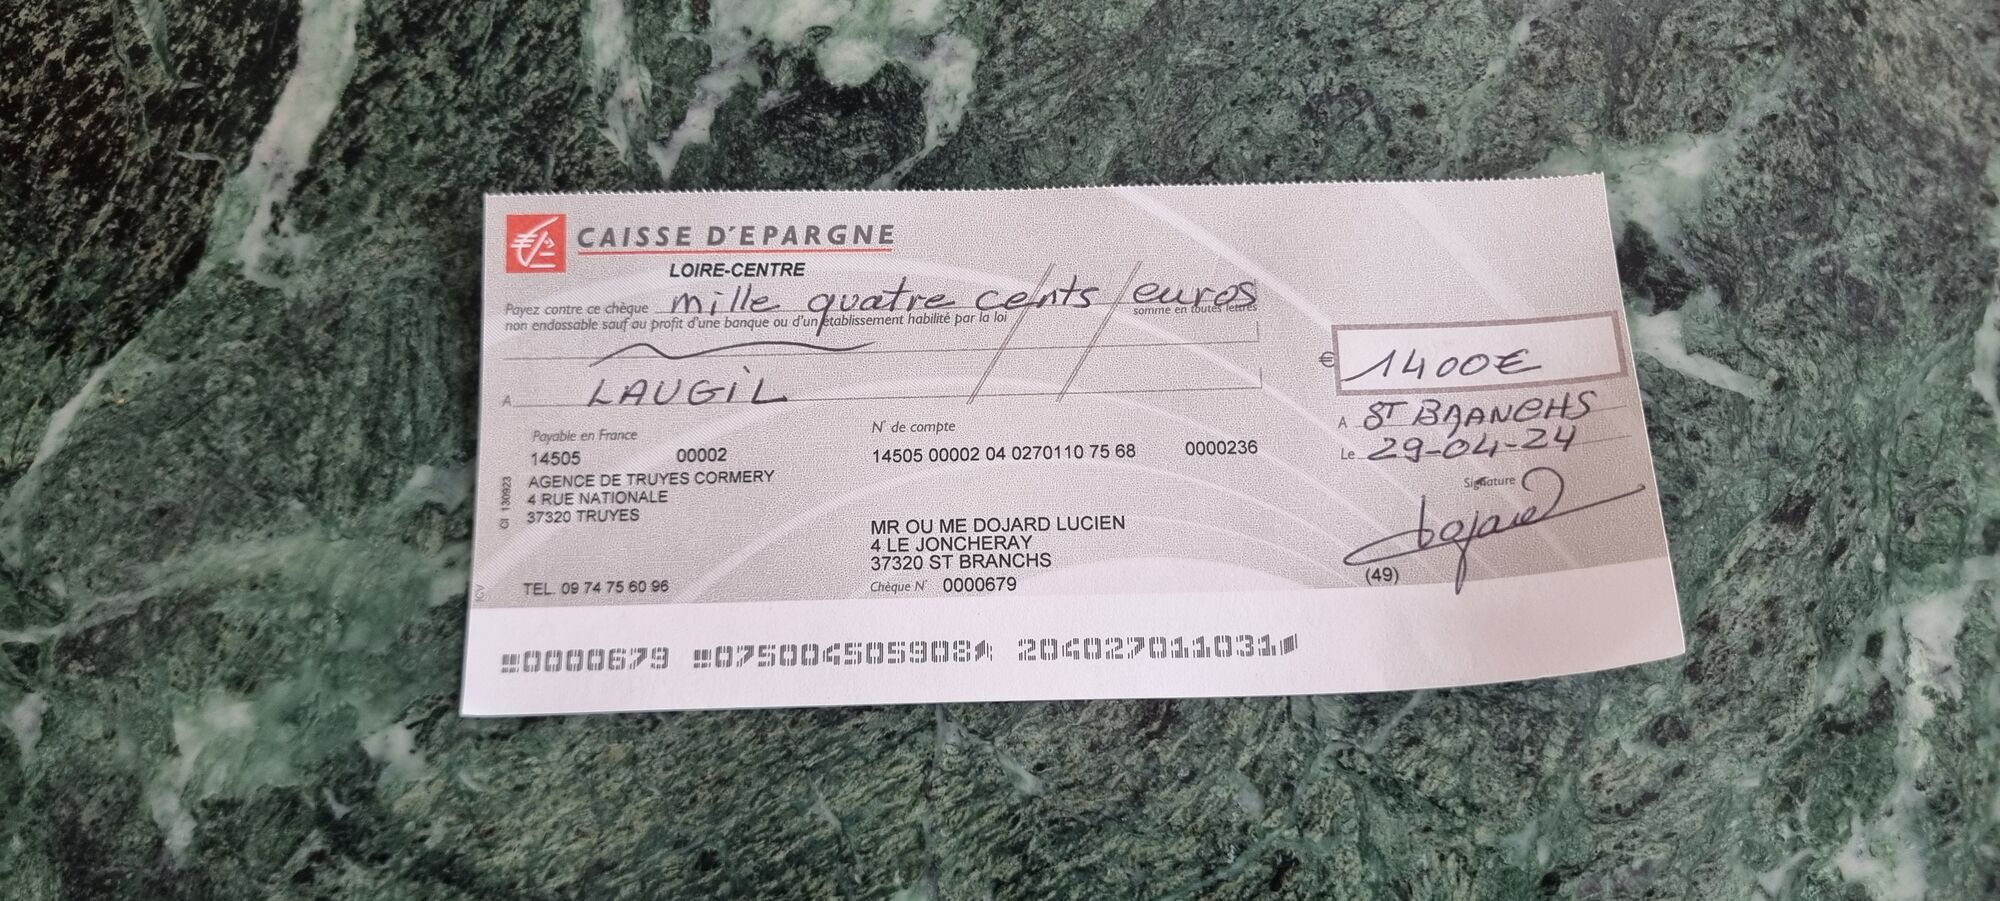 CAISSE D'EPARGNE
LOIRE-CENTRE
Payez contre ce chèque mille quatre cents euros
non endossable sauf au profit d'une banque ou d'un établissement habilité par la loi
somme en toutes lettres
€ 1400€
A LAUGIL
A ST BRANCHS
Le 29-04-24
Payable en France
N° de compte
14505 00002
14505 00002 04 0270110 75 68 0000236
AGENCE DE TRUYES CORMERY
4 RUE NATIONALE
37320 TRUYES
CI 130923
Signature
Dojard
MR OU ME DOJARD LUCIEN
4 LE JONCHERAY
37320 ST BRANCHS
(49)
TEL. 09 74 75 60 96
Chèque N° 0000679
0000679 075004505908 204027011031